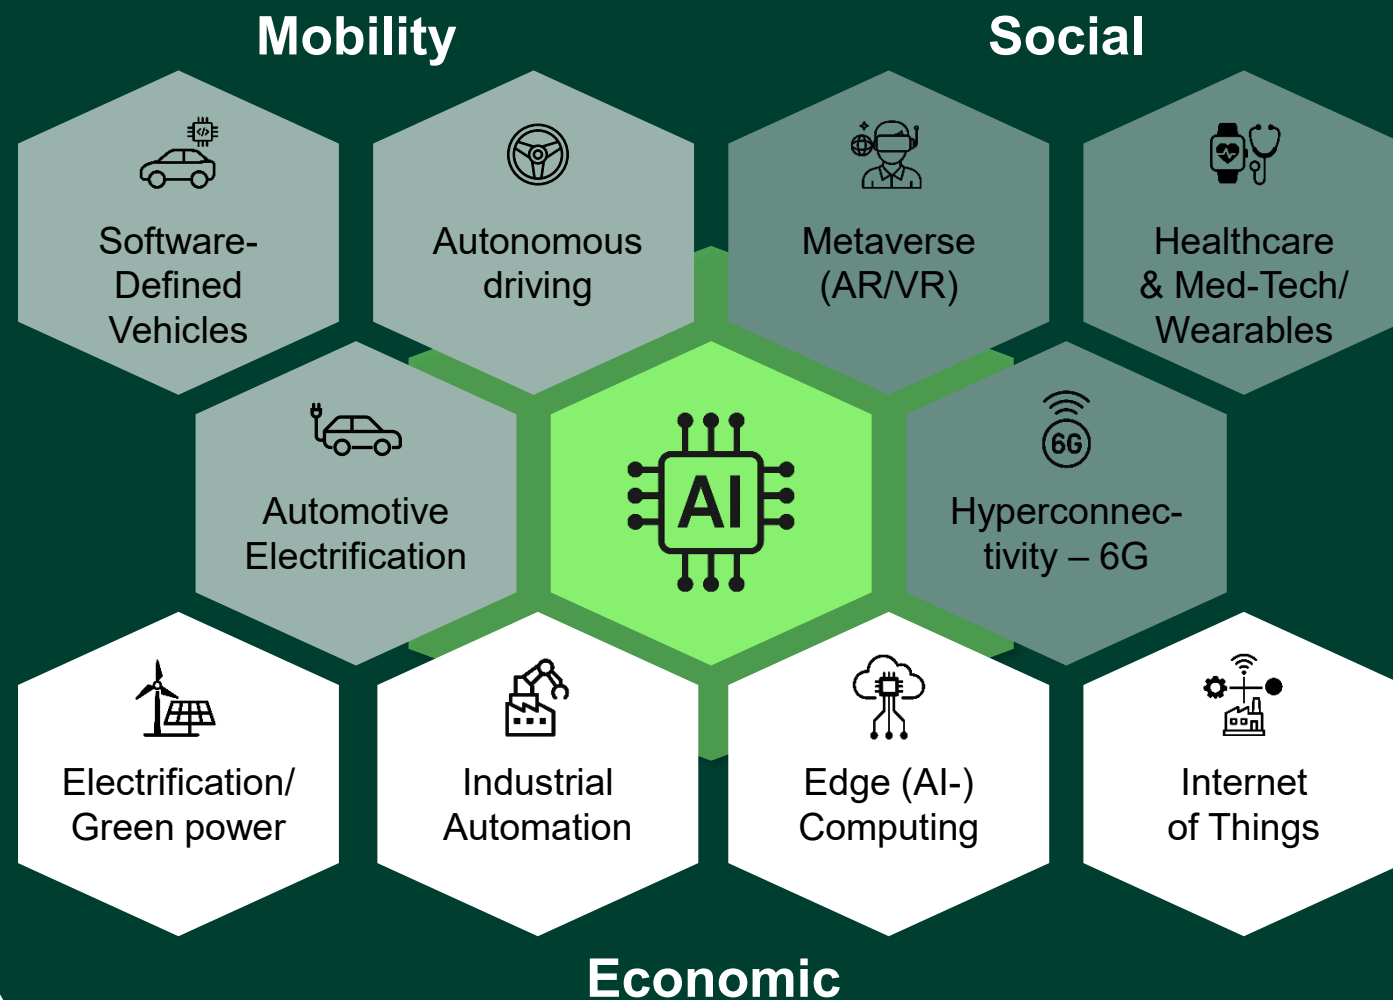 Mobility
Social
</>
Software-
Defined
Vehicles
Autonomous
driving
Metaverse
(AR/VR)
Healthcare
& Med-Tech/
Wearables
Automotive
Electrification
AI
6G
Hyperconnec-
tivity – 6G
Electrification/
Green power
Industrial
Automation
Edge (AI-)
Computing
Internet
of Things
Economic